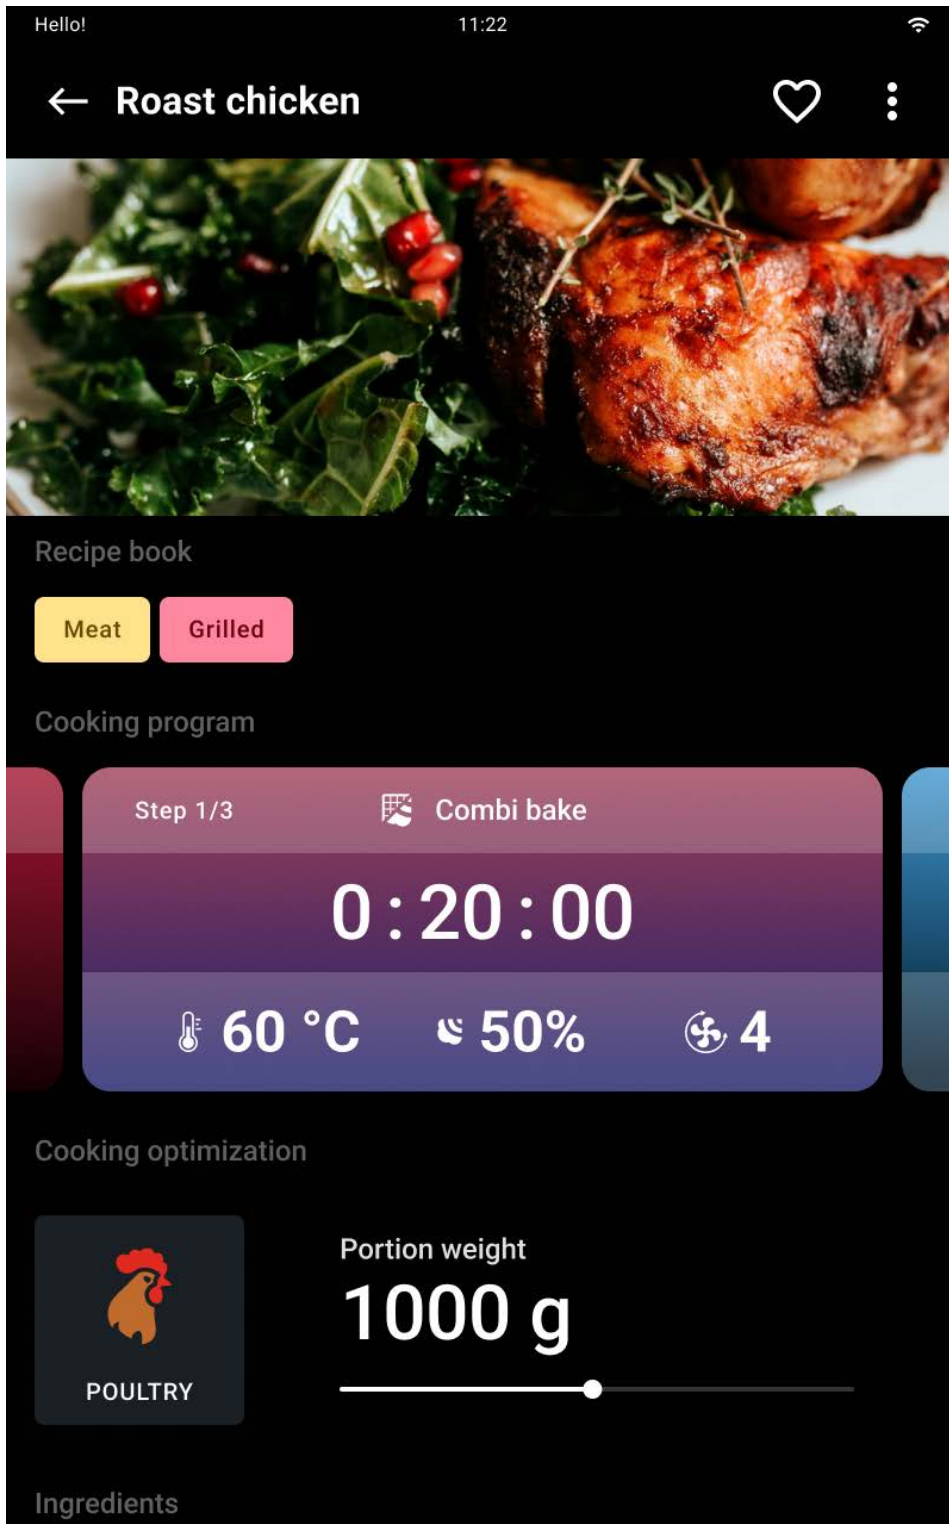 Hello! 11:22
Roast chicken
Recipe book
Meat Grilled
Cooking program
Step 1/3 Combi bake
0 : 20 : 00
60 °C 50% 4
Cooking optimization
Portion weight
1000 g
POULTRY
Ingredients